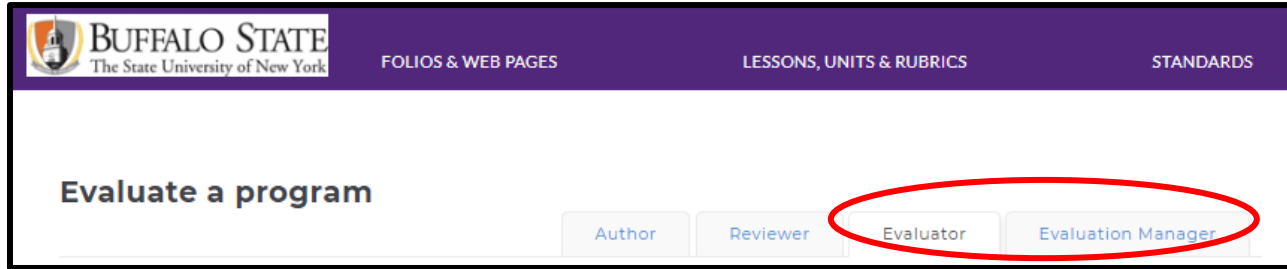 BUFFALO STATE
The State University of New York
FOLIOS & WEB PAGES
LESSONS, UNITS & RUBRICS
STANDARDS
Evaluate a program
Author
Reviewer
Evaluator
Evaluation Manager